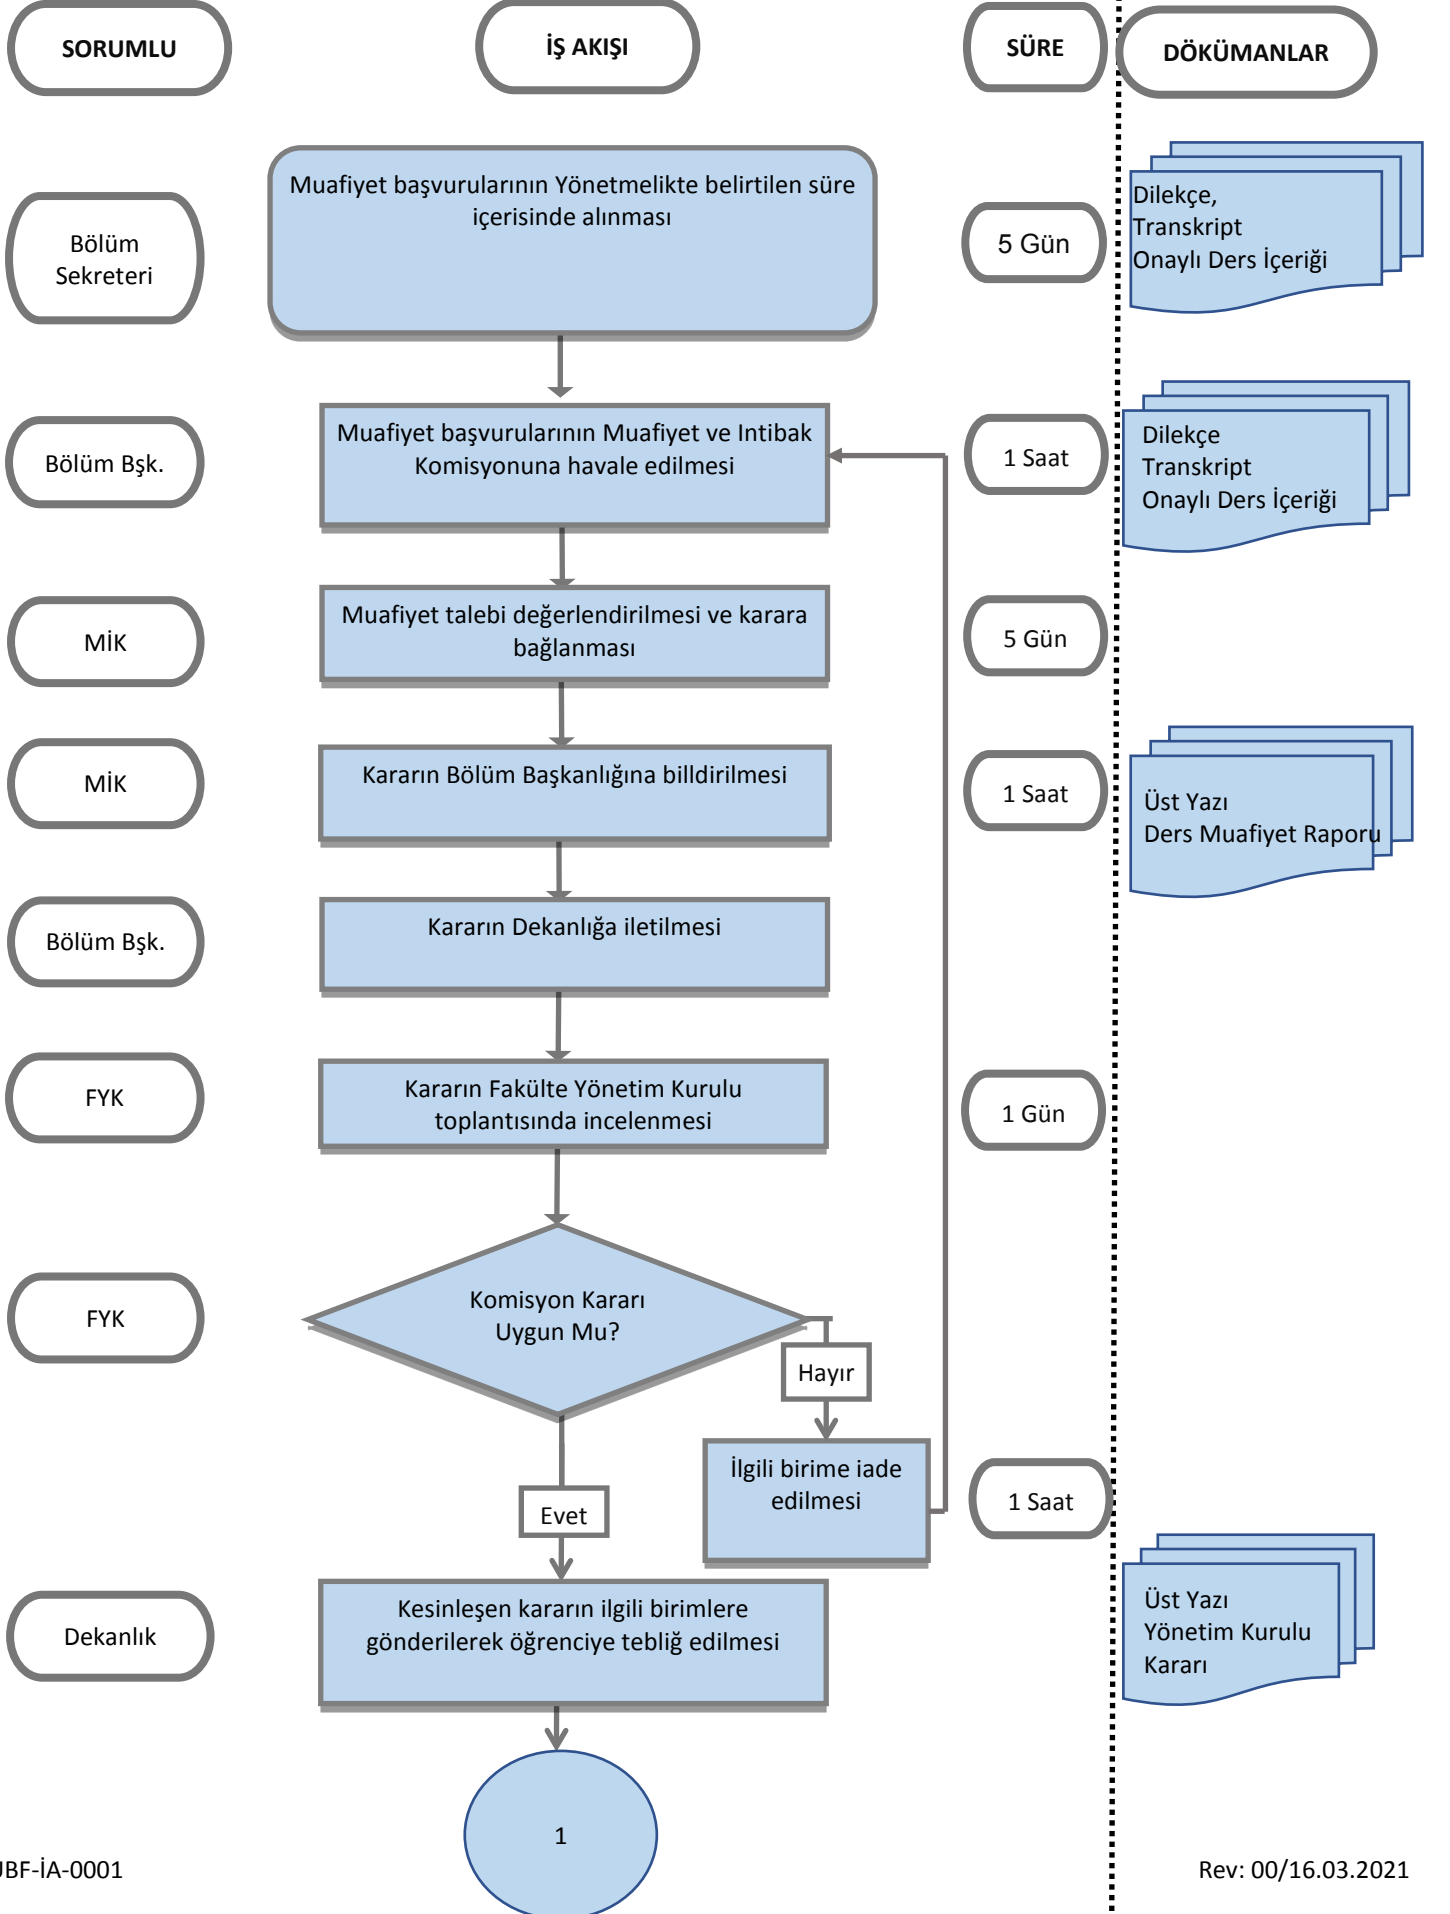 SORUMLU
İŞ AKIŞI
SÜRE
DÖKÜMANLAR
Bölüm
Sekreteri
Muafiyet başvurularının Yönetmelikte belirtilen süre
içerisinde alınması
5 Gün
Dilekçe,
Transkript
Onaylı Ders İçeriği
Bölüm Bşk.
Muafiyet başvurularının Muafiyet ve Intibak
Komisyonuna havale edilmesi
1 Saat
Dilekçe
Transkript
Onaylı Ders İçeriği
MİK
Muafiyet talebi değerlendirilmesi ve karara
bağlanması
5 Gün
MİK
Kararın Bölüm Başkanlığına billdirilmesi
1 Saat
Üst Yazı
Ders Muafiyet Raporu
Bölüm Bşk.
Kararın Dekanlığa iletilmesi
FYK
Kararın Fakülte Yönetim Kurulu
toplantısında incelenmesi
1 Gün
FYK
Komisyon Kararı
Uygun Mu?
Hayır
İlgili birime iade
edilmesi
1 Saat
Evet
Dekanlık
Kesinleşen kararın ilgili birimlere
gönderilerek öğrenciye tebliğ edilmesi
Üst Yazı
Yönetim Kurulu
Kararı
1
UBF-İA-0001
Rev: 00/16.03.2021